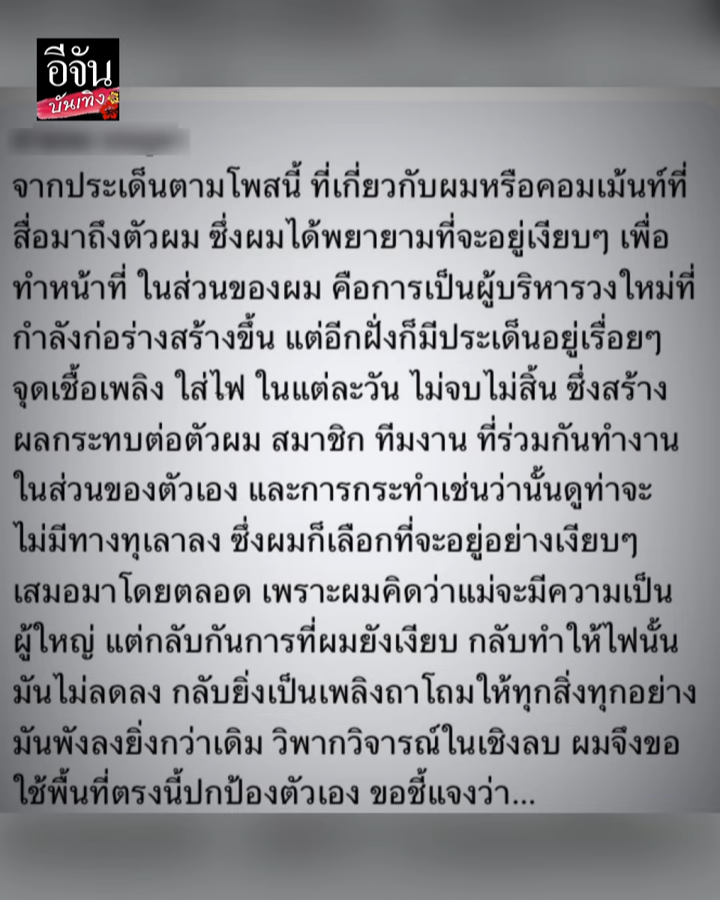 อีจัน
บันเทิง
จากประเด็นตามโพสนี้ ที่เกี่ยวกับผมหรือคอมเม้นท์ที่
สื่อมาถึงตัวผม ซึ่งผมได้พยายามที่จะอยู่เงียบๆ เพื่อ
ทำหน้าที่ ในส่วนของผม คือการเป็นผู้บริหารวงใหม่ที่
กำลังก่อร่างสร้างขึ้น แต่อีกฝั่งก็มีประเด็นอยู่เรื่อยๆ
จุดเชื้อเพลิง ใส่ไฟ ในแต่ละวัน ไม่จบไม่สิ้น ซึ่งสร้าง
ผลกระทบต่อตัวผม สมาชิก ทีมงาน ที่ร่วมกันทำงาน
ในส่วนของตัวเอง และการกระทำเช่นว่านั้นดูท่าจะ
ไม่มีทางทุเลาลง ซึ่งผมก็เลือกที่จะอยู่อย่างเงียบๆ
เสมอมาโดยตลอด เพราะผมคิดว่าแม่จะมีความเป็น
ผู้ใหญ่ แต่กลับกันการที่ผมยังเงียบ กลับทำให้ไฟนั้น
มันไม่ลดลง กลับยิ่งเป็นเพลิงถาโถมให้ทุกสิ่งทุกอย่าง
มันพังลงยิ่งกว่าเดิม วิพากวิจารณ์ในเชิงลบ ผมจึงขอ
ใช้พื้นที่ตรงนี้ปกป้องตัวเอง ขอชี้แจงว่า...